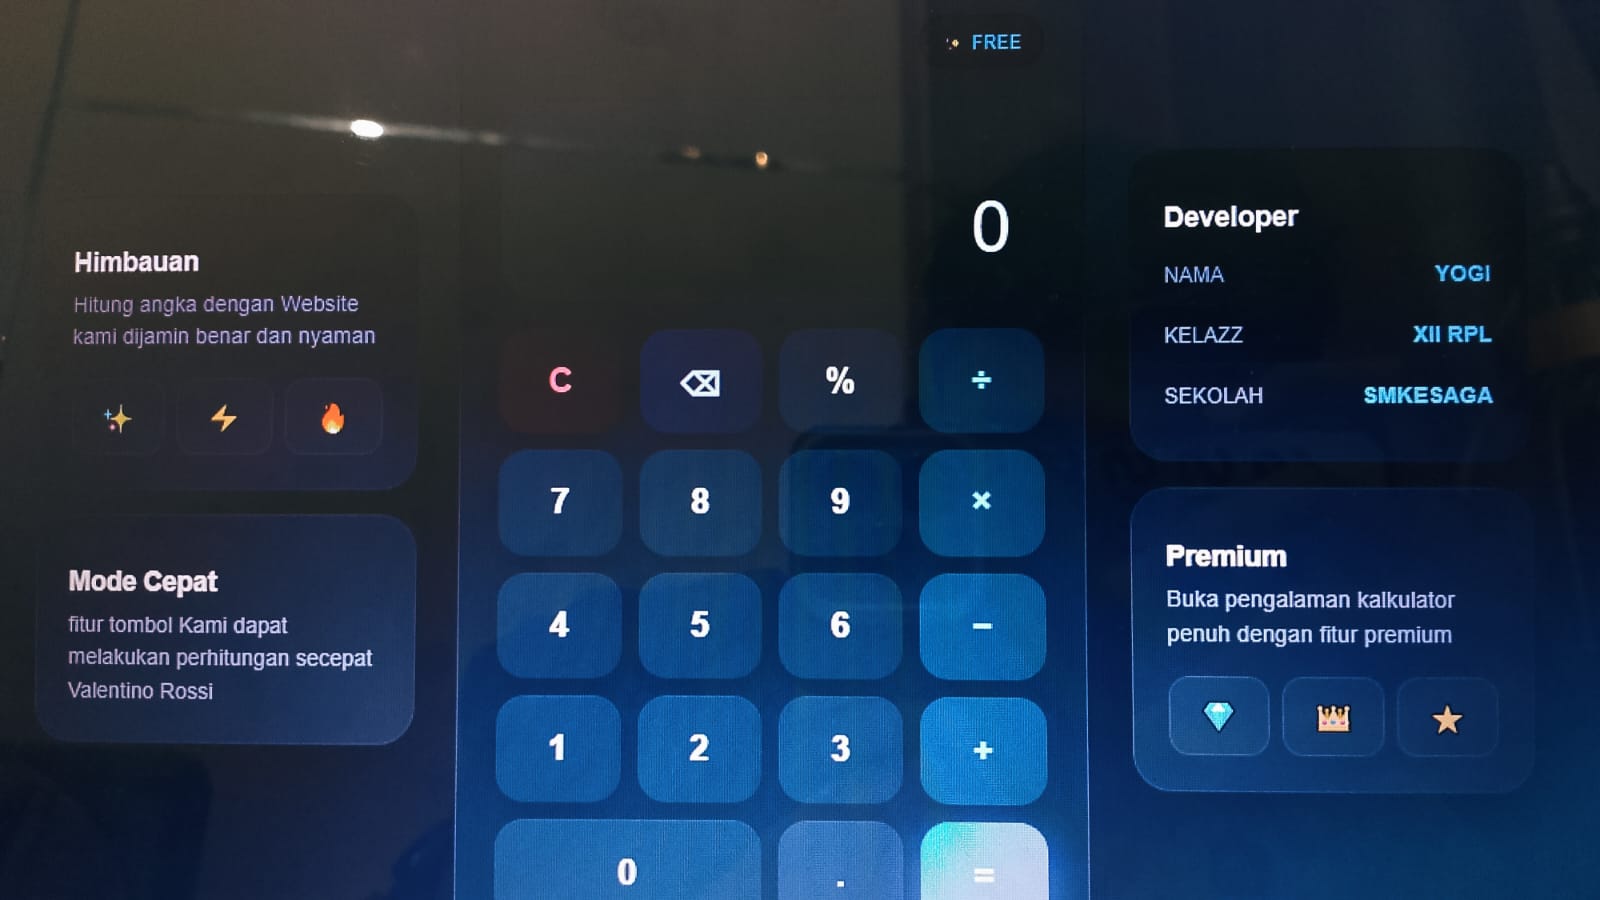 FREE
0
Himbauan
Hitung angka dengan Website
kami dijamin benar dan nyaman
Mode Cepat
fitur tombol Kami dapat
melakukan perhitungan secepat
Valentino Rossi
C ⌫ % ÷
7 8 9 ×
4 5 6 −
1 2 3 +
0 . =
Developer
NAMA YOGI
KELAZZ XII RPL
SEKOLAH SMKESAGA
Premium
Buka pengalaman kalkulator
penuh dengan fitur premium